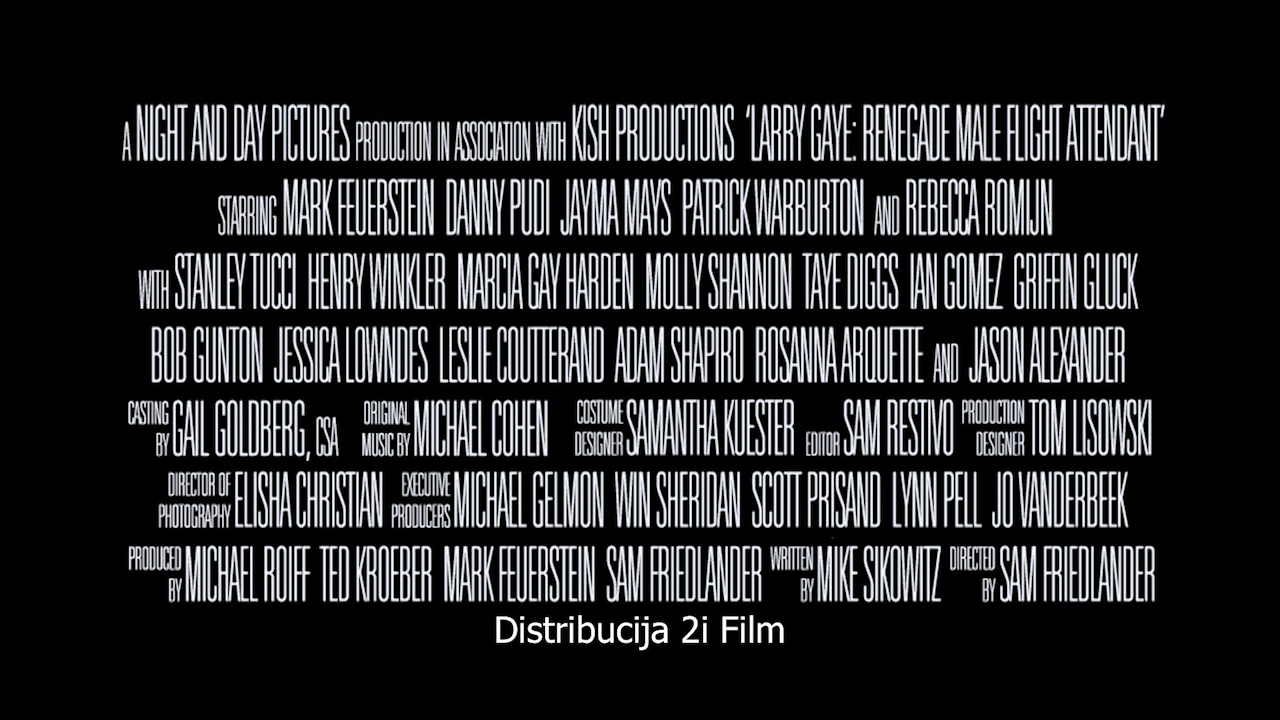 A NIGHT AND DAY PICTURES PRODUCTION IN ASSOCIATION WITH KISH PRODUCTIONS 'LARRY GAYE: RENEGADE MALE FLIGHT ATTENDANT'
STARRING MARK FEUERSTEIN DANNY PUDI JAYMA MAYS PATRICK WARBURTON AND REBECCA ROMIJN
WITH STANLEY TUCCI HENRY WINKLER MARCIA GAY HARDEN MOLLY SHANNON TAYE DIGGS IAN GOMEZ GRIFFIN GLUCK
BOB GUNTON JESSICA LOWNDES LESLIE COUTTERAND ADAM SHAPIRO ROSANNA ARQUETTE AND JASON ALEXANDER
CASTING BY GAIL GOLDBERG, CSA ORIGINAL MUSIC BY MICHAEL COHEN COSTUME DESIGNER SAMANTHA KUESTER EDITOR SAM RESTIVO PRODUCTION DESIGNER TOM LISOWSKI
DIRECTOR OF PHOTOGRAPHY ELISHA CHRISTIAN EXECUTIVE PRODUCERS MICHAEL GELMON WIN SHERIDAN SCOTT PRISAND LYNN PELL JO VANDERBEEK
PRODUCED BY MICHAEL ROIFF TED KROEBER MARK FEUERSTEIN SAM FRIEDLANDER WRITTEN BY MIKE SIKOWITZ DIRECTED BY SAM FRIEDLANDER
Distribucija 2i Film